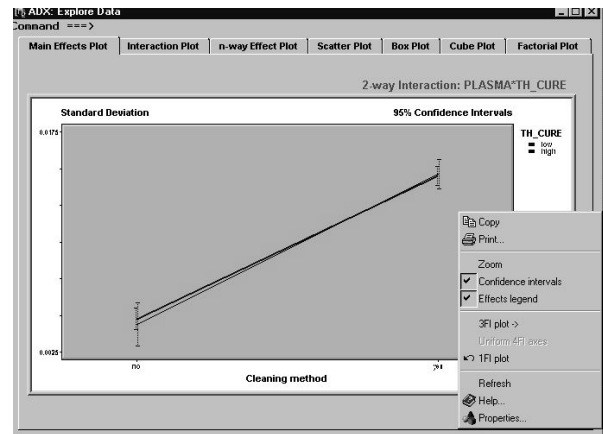 ADX: Explore Data
Command ===>
Main Effects Plot Interaction Plot n-way Effect Plot Scatter Plot Box Plot Cube Plot Factorial Plot
2-way Interaction: PLASMA*TH_CURE
Standard Deviation 95% Confidence Intervals
0.0175
TH_CURE
low
high
0.0025
no
Cleaning method
Copy
Print...
Zoom
Confidence intervals
Effects legend
3FI plot ->
Uniform 4FI axes
1FI plot
Refresh
Help...
Properties...